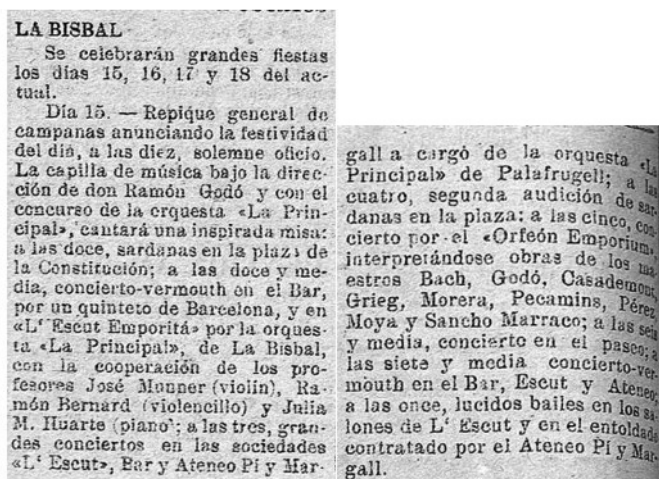 LA BISBAL
Se celebrarán grandes fiestas
los días 15, 16, 17 y 18 del ac-
tual.
Día 15. — Repique general de
campanas anunciando la festividad
del día, a las diez, solemne oficio.
La capilla de música bajo la direc-
ción de don Ramón Godó y con el
concurso de la orquesta «La Prin-
cipal», cantará una inspirada misa:
a las doce, sardanas en la plaza de
la Constitución; a las doce y me-
dia, concierto-vermouth en el Bar,
por un quinteto de Barcelona, y en
«L' Escut Emporitá» por la orques-
ta «La Principal», de La Bisbal,
con la cooperación de los pro-
fesores José Munner (violín), Ra-
món Bernard (violencillo) y Julia
M. Huarte (piano); a las tres, gran-
des conciertos en las sociedades
«L' Escut», Bar y Ateneo Pí y Mar-
gall a cargo de la orquesta «La
Principal» de Palafrugell; a las
cuatro, segunda audición de sar-
danas en la plaza; a las cinco, con-
cierto por el «Orfeón Emporium»,
interpretándose obras de los ma-
estros Bach, Godó, Casademont,
Grieg, Morera, Pecamins, Pérez
Moya y Sancho Marraco; a las seis
y media, concierto en el paseo; a
las siete y media concierto-ver-
mouth en el Bar, Escut y Ateneo;
a las once, lucidos bailes en los sa-
lones de L' Escut y en el entoldado
contratado por el Ateneo Pí y Mar-
gall.